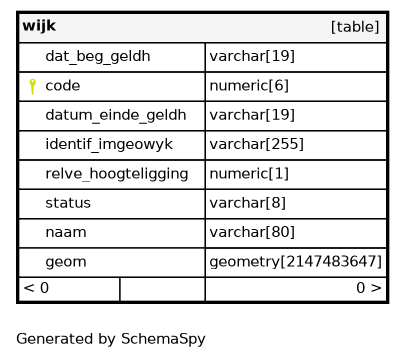 wijk [table]
dat_beg_geldh varchar[19]
code numeric[6]
datum_einde_geldh varchar[19]
identif_imgeowyk varchar[255]
relve_hoogteligging numeric[1]
status varchar[8]
naam varchar[80]
geom geometry[2147483647]
< 0 0 >
Generated by SchemaSpy